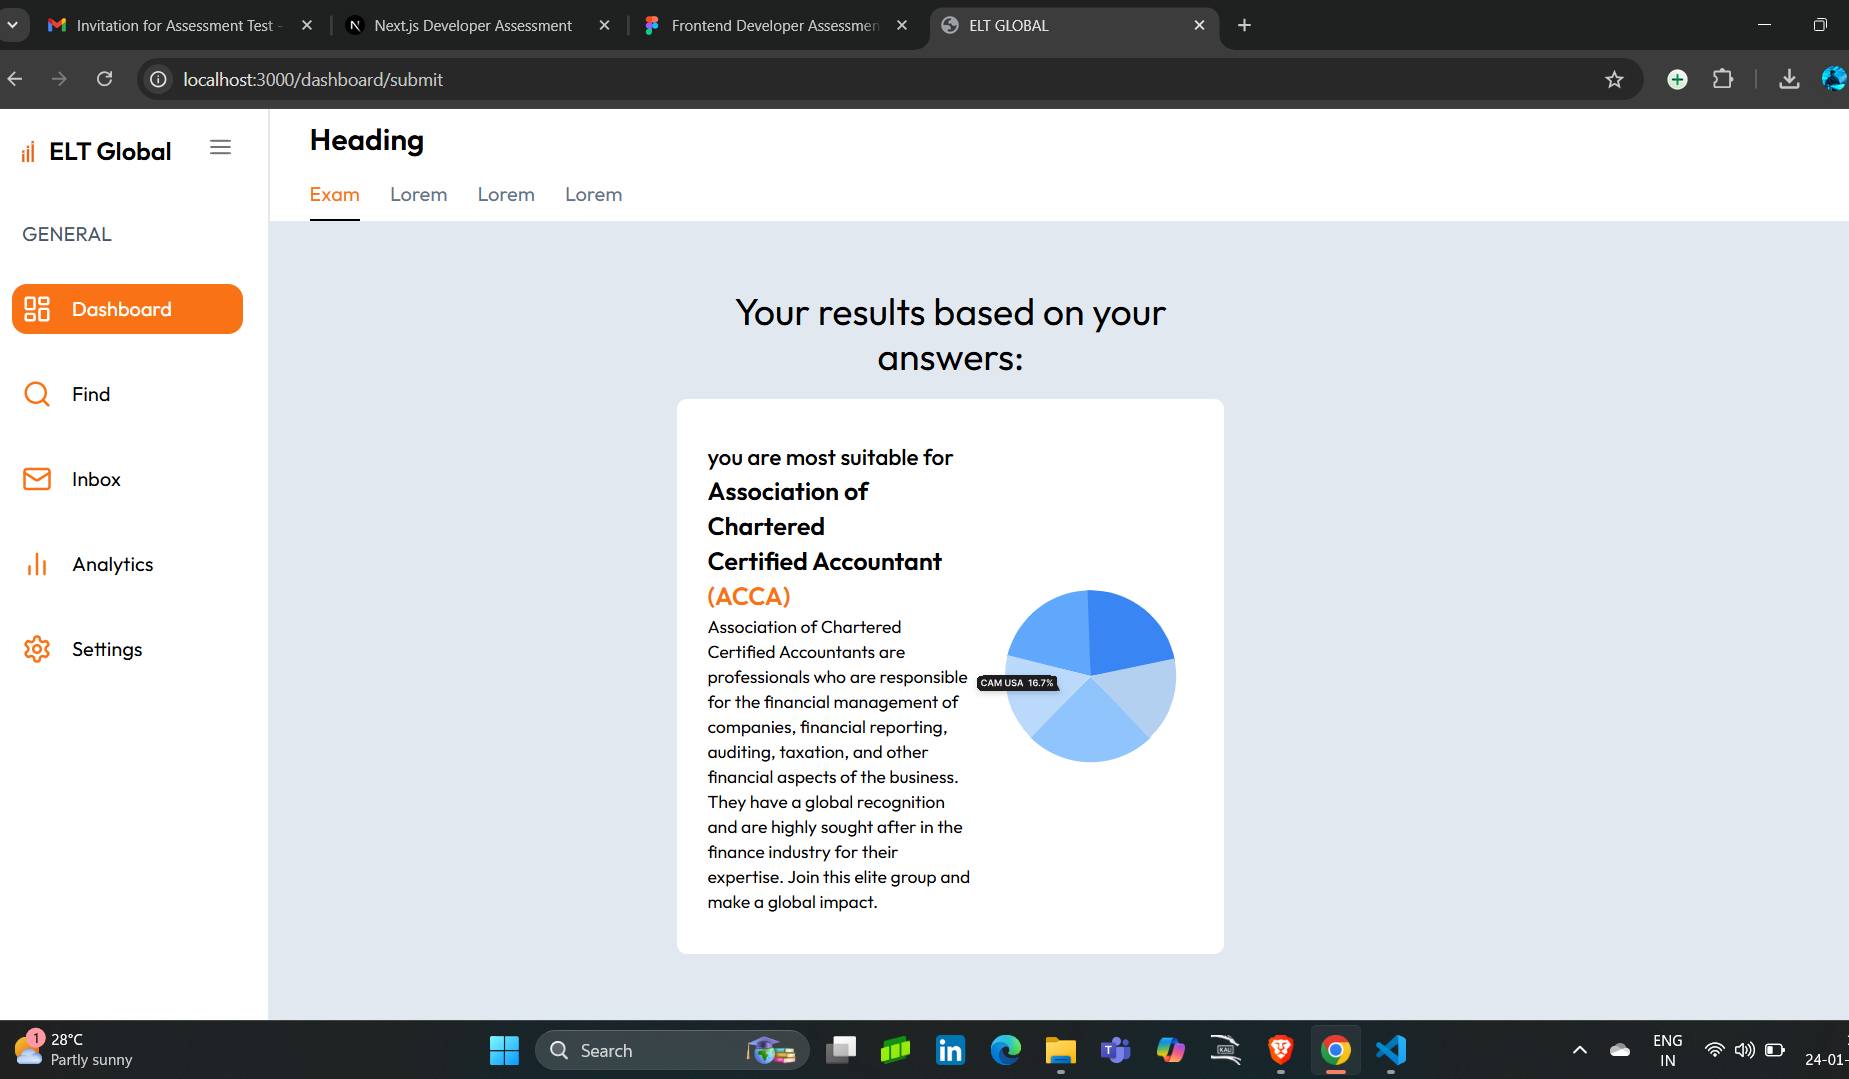 Invitation for Assessment Test -
Next.js Developer Assessment
Frontend Developer Assessmen
ELT GLOBAL
localhost:3000/dashboard/submit
ELT Global
Heading
Exam Lorem Lorem Lorem
GENERAL
Dashboard
Find
Inbox
Analytics
Settings
Your results based on your
answers:
you are most suitable for
Association of
Chartered
Certified Accountant
(ACCA)
Association of Chartered
Certified Accountants are
professionals who are responsible
for the financial management of
companies, financial reporting,
auditing, taxation, and other
financial aspects of the business.
They have a global recognition
and are highly sought after in the
finance industry for their
expertise. Join this elite group and
make a global impact.
CAM USA 16.7%
1
28°C
Partly sunny
Search
ENG
IN
24-01-